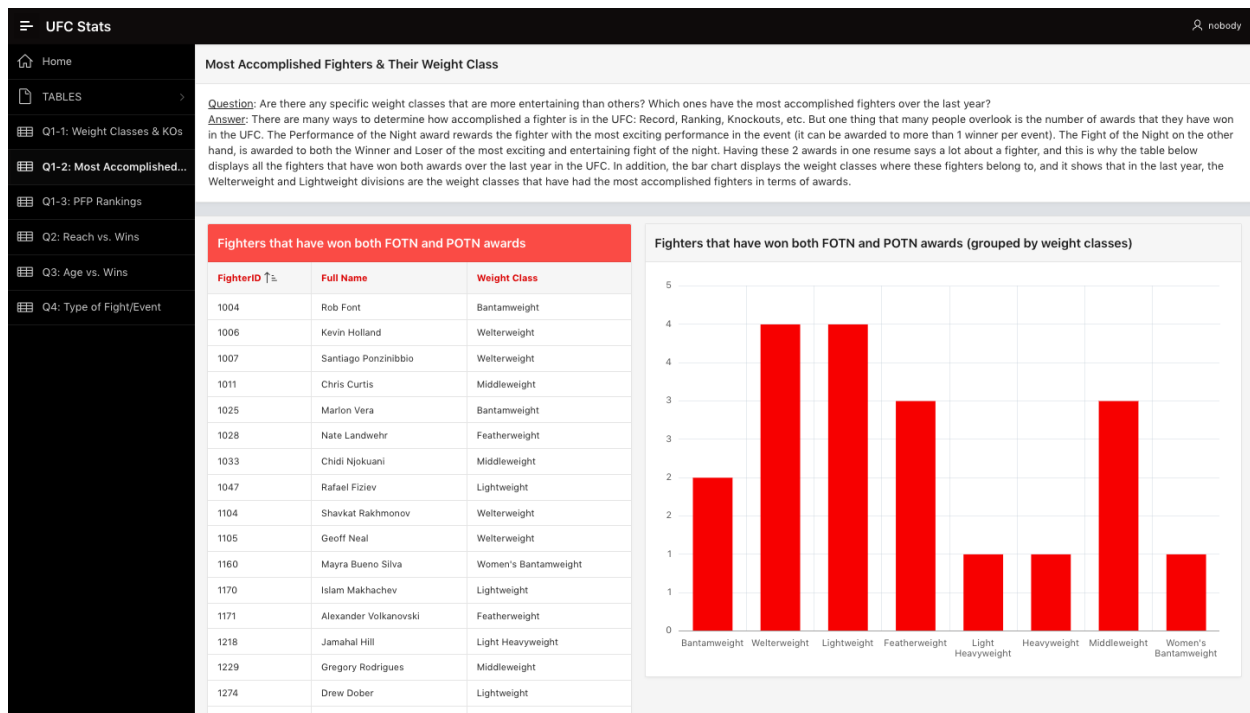 UFC Stats
nobody
Home
TABLES
Q1-1: Weight Classes & KOs
Q1-2: Most Accomplished...
Q1-3: PFP Rankings
Q2: Reach vs. Wins
Q3: Age vs. Wins
Q4: Type of Fight/Event
Most Accomplished Fighters & Their Weight Class
Question: Are there any specific weight classes that are more entertaining than others? Which ones have the most accomplished fighters over the last year?
Answer: There are many ways to determine how accomplished a fighter is in the UFC: Record, Ranking, Knockouts, etc. But one thing that many people overlook is the number of awards that they have won
in the UFC. The Performance of the Night award rewards the fighter with the most exciting performance in the event (it can be awarded to more than 1 winner per event). The Fight of the Night on the other
hand, is awarded to both the Winner and Loser of the most exciting and entertaining fight of the night. Having these 2 awards in one resume says a lot about a fighter, and this is why the table below
displays all the fighters that have won both awards over the last year in the UFC. In addition, the bar chart displays the weight classes where these fighters belong to, and it shows that in the last year, the
Welterweight and Lightweight divisions are the weight classes that have had the most accomplished fighters in terms of awards.
Fighters that have won both FOTN and POTN awards
FighterID Full Name Weight Class
1004 Rob Font Bantamweight
1006 Kevin Holland Welterweight
1007 Santiago Ponzinibbio Welterweight
1011 Chris Curtis Middleweight
1025 Marlon Vera Bantamweight
1028 Nate Landwehr Featherweight
1033 Chidi Njokuani Middleweight
1047 Rafael Fiziev Lightweight
1104 Shavkat Rakhmonov Welterweight
1105 Geoff Neal Welterweight
1160 Mayra Bueno Silva Women's Bantamweight
1170 Islam Makhachev Lightweight
1171 Alexander Volkanovski Featherweight
1218 Jamahal Hill Light Heavyweight
1229 Gregory Rodrigues Middleweight
1274 Drew Dober Lightweight
Fighters that have won both FOTN and POTN awards (grouped by weight classes)
5
4
4
3
3
2
2
1
1
0
Bantamweight Welterweight Lightweight Featherweight Light Heavyweight Middleweight Women's
Heavyweight Bantamweight